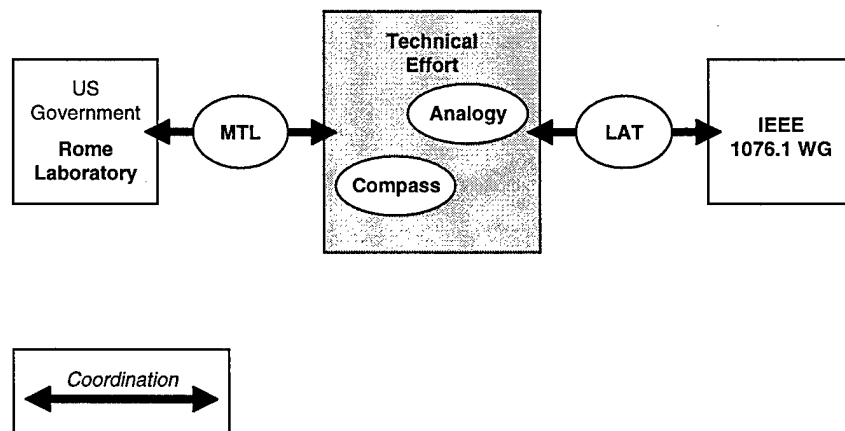 Technical
Effort
US
Government
Rome
Laboratory
MTL
Analogy
Compass
LAT
IEEE
1076.1 WG
Coordination